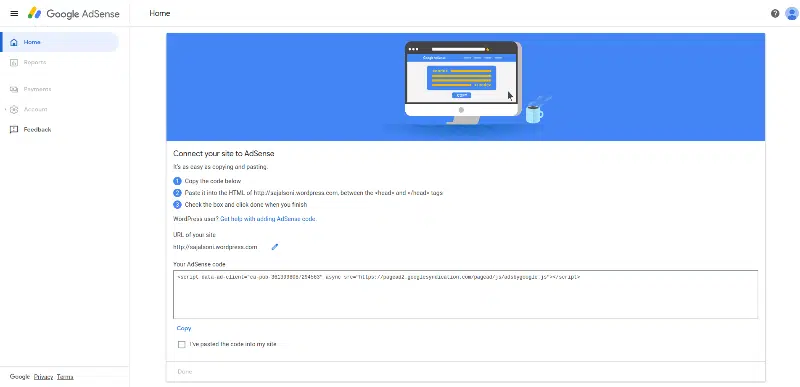 Google AdSense
Home
Home
Reports
Payments
Account
Feedback
Google AdSense
COPY
Connect your site to AdSense
It's as easy as copying and pasting.
1 Copy the code below
2 Paste it into the HTML of http://sajalsoni.wordpress.com, between the <head> and </head> tags
3 Check the box and click done when you finish
WordPress user? Get help with adding AdSense code.
URL of your site
http://sajalsoni.wordpress.com
Your AdSense code
<script data-ad-client= async src="https://pagead2.googlesyndication.com/pagead/js/adsbygoogle.js"></script>
Copy
I've pasted the code into my site
Done
Google Privacy Terms